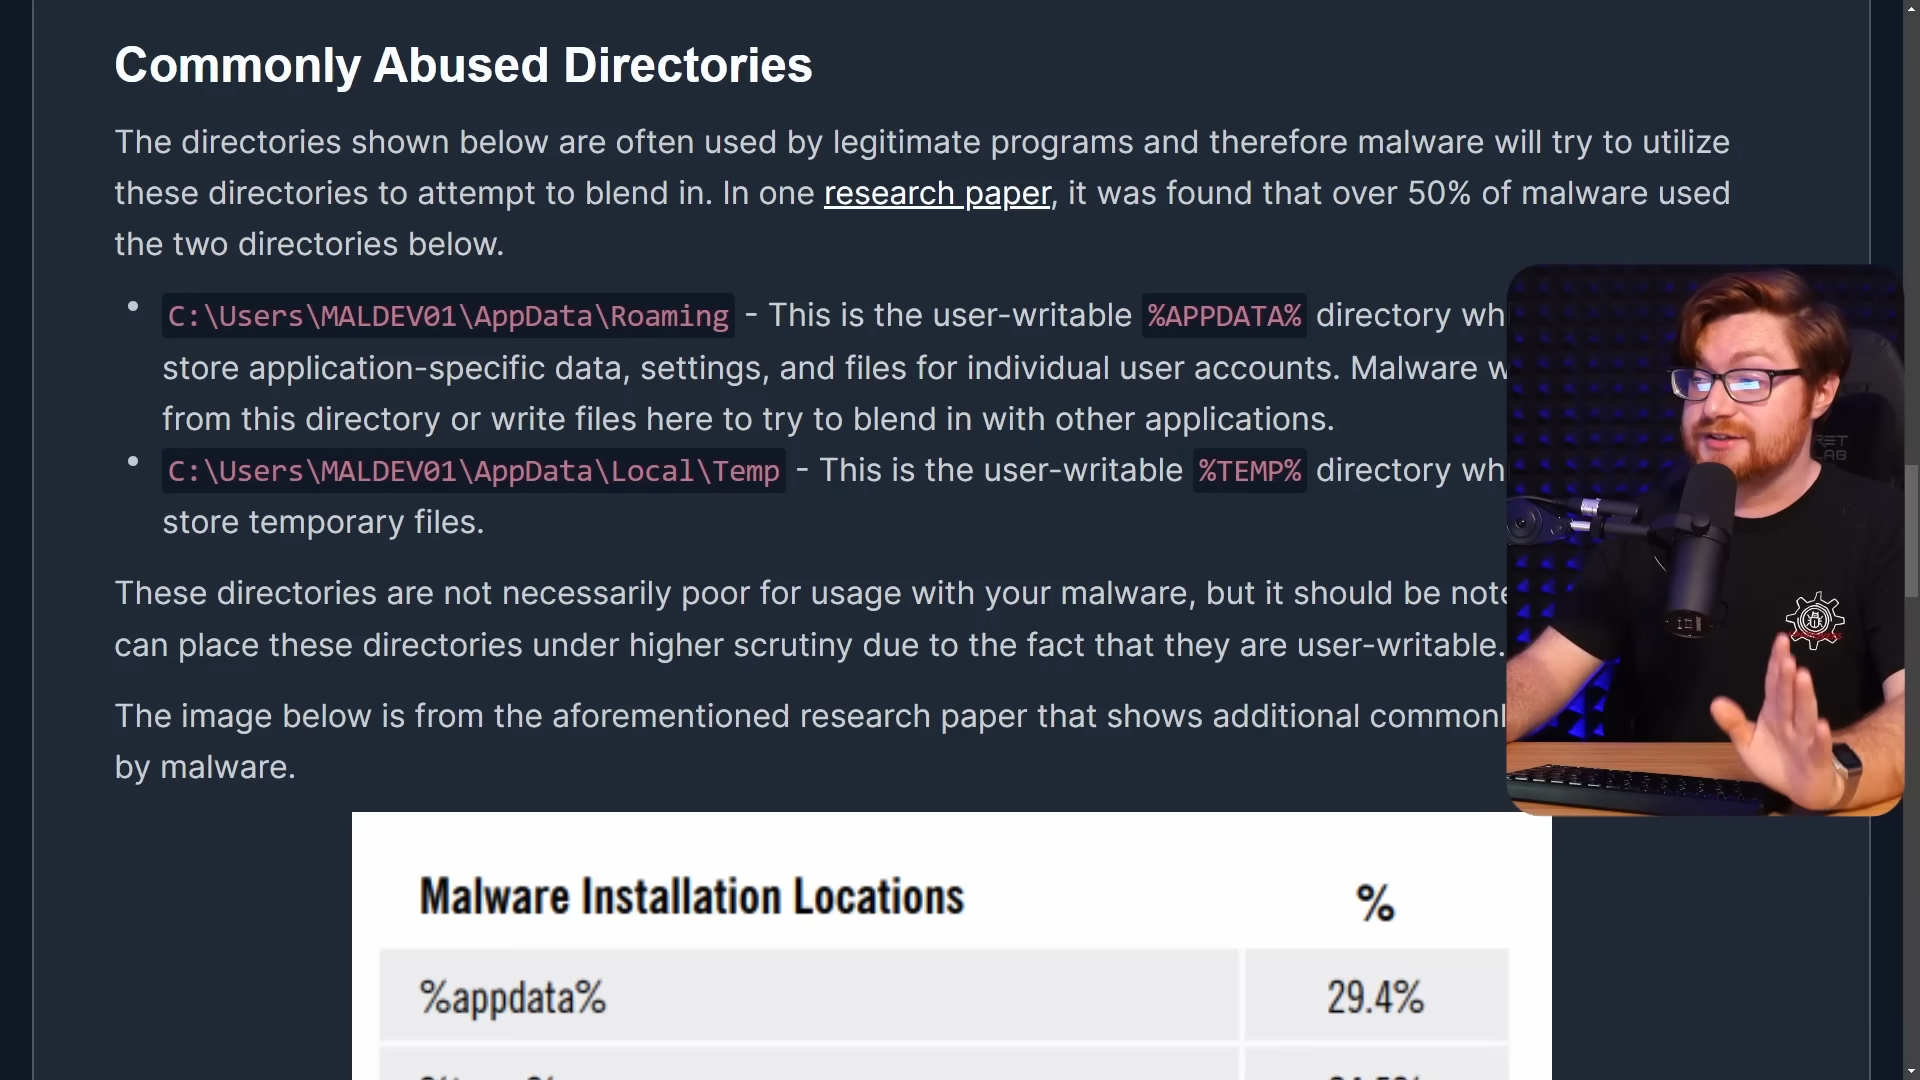 Commonly Abused Directories
The directories shown below are often used by legitimate programs and therefore malware will try to utilize
these directories to attempt to blend in. In one research paper, it was found that over 50% of malware used
the two directories below.
C:\Users\MALDEV01\AppData\Roaming - This is the user-writable %APPDATA% directory wh
store application-specific data, settings, and files for individual user accounts. Malware w
from this directory or write files here to try to blend in with other applications.
C:\Users\MALDEV01\AppData\Local\Temp - This is the user-writable %TEMP% directory wh
store temporary files.
These directories are not necessarily poor for usage with your malware, but it should be note
can place these directories under higher scrutiny due to the fact that they are user-writable.
The image below is from the aforementioned research paper that shows additional commonl
by malware.
Malware Installation Locations %
%appdata% 29.4%